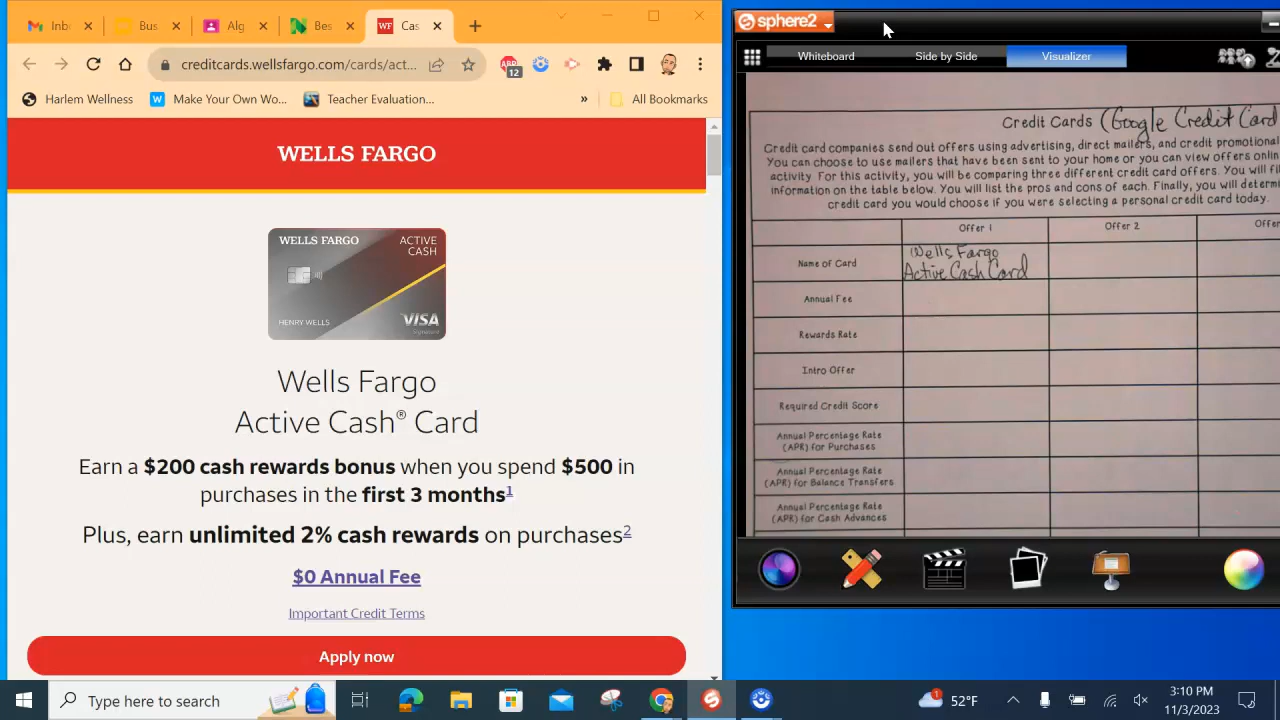 Inb
Bus
Alg
Bes
WF
Cas
creditcards.wellsfargo.com/cards/act...
ABP
12
Harlem Wellness
W
Make Your Own Wo...
Teacher Evaluation...
»
All Bookmarks
WELLS FARGO
WELLS FARGO
ACTIVE
CASH
HENRY WELLS
VISA
Signature
Wells Fargo
Active Cash® Card
Earn a $200 cash rewards bonus when you spend $500 in
purchases in the first 3 months1
Plus, earn unlimited 2% cash rewards on purchases2
$0 Annual Fee
Important Credit Terms
Apply now
sphere2
Whiteboard
Side by Side
Visualizer
Credit Cards (Google Credit Card
Credit card companies send out offers using advertising, direct mailers, and credit promotional
You can choose to use mailers that have been sent to your home or you can view offers onlin
activity. For this activity, you will be comparing three different credit card offers. You will fil
information on the table below. You will list the pros and cons of each. Finally, you will determ
credit card you would choose if you were selecting a personal credit card today.
Offer 1
Offer 2
Offer
Name of Card
Wells Fargo
Active Cash Card
Annual Fee
Rewards Rate
Intro Offer
Required Credit Score
Annual Percentage Rate
(APR) for Purchases
Annual Percentage Rate
(APR) for Balance Transfers
Annual Percentage Rate
(APR) for Cash Advances
Type here to search
1
52°F
3:10 PM
11/3/2023